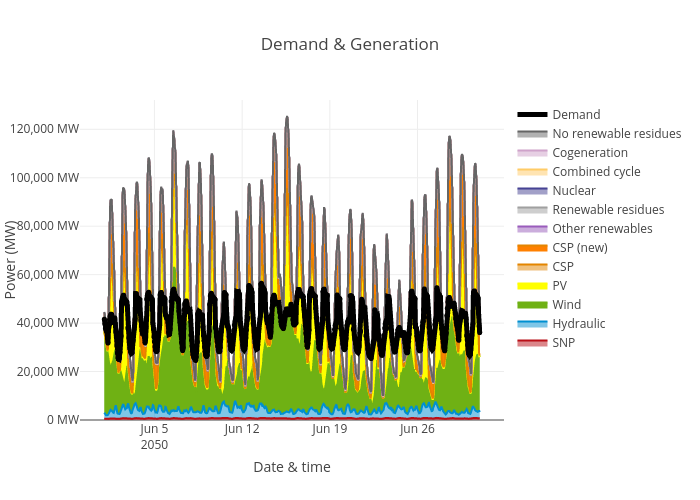 Demand & Generation
Power (MW)
120,000 MW
100,000 MW
80,000 MW
60,000 MW
40,000 MW
20,000 MW
0 MW
Jun 5
2050
Jun 12
Jun 19
Jun 26
Date & time
Demand
No renewable residues
Cogeneration
Combined cycle
Nuclear
Renewable residues
Other renewables
CSP (new)
CSP
PV
Wind
Hydraulic
SNP